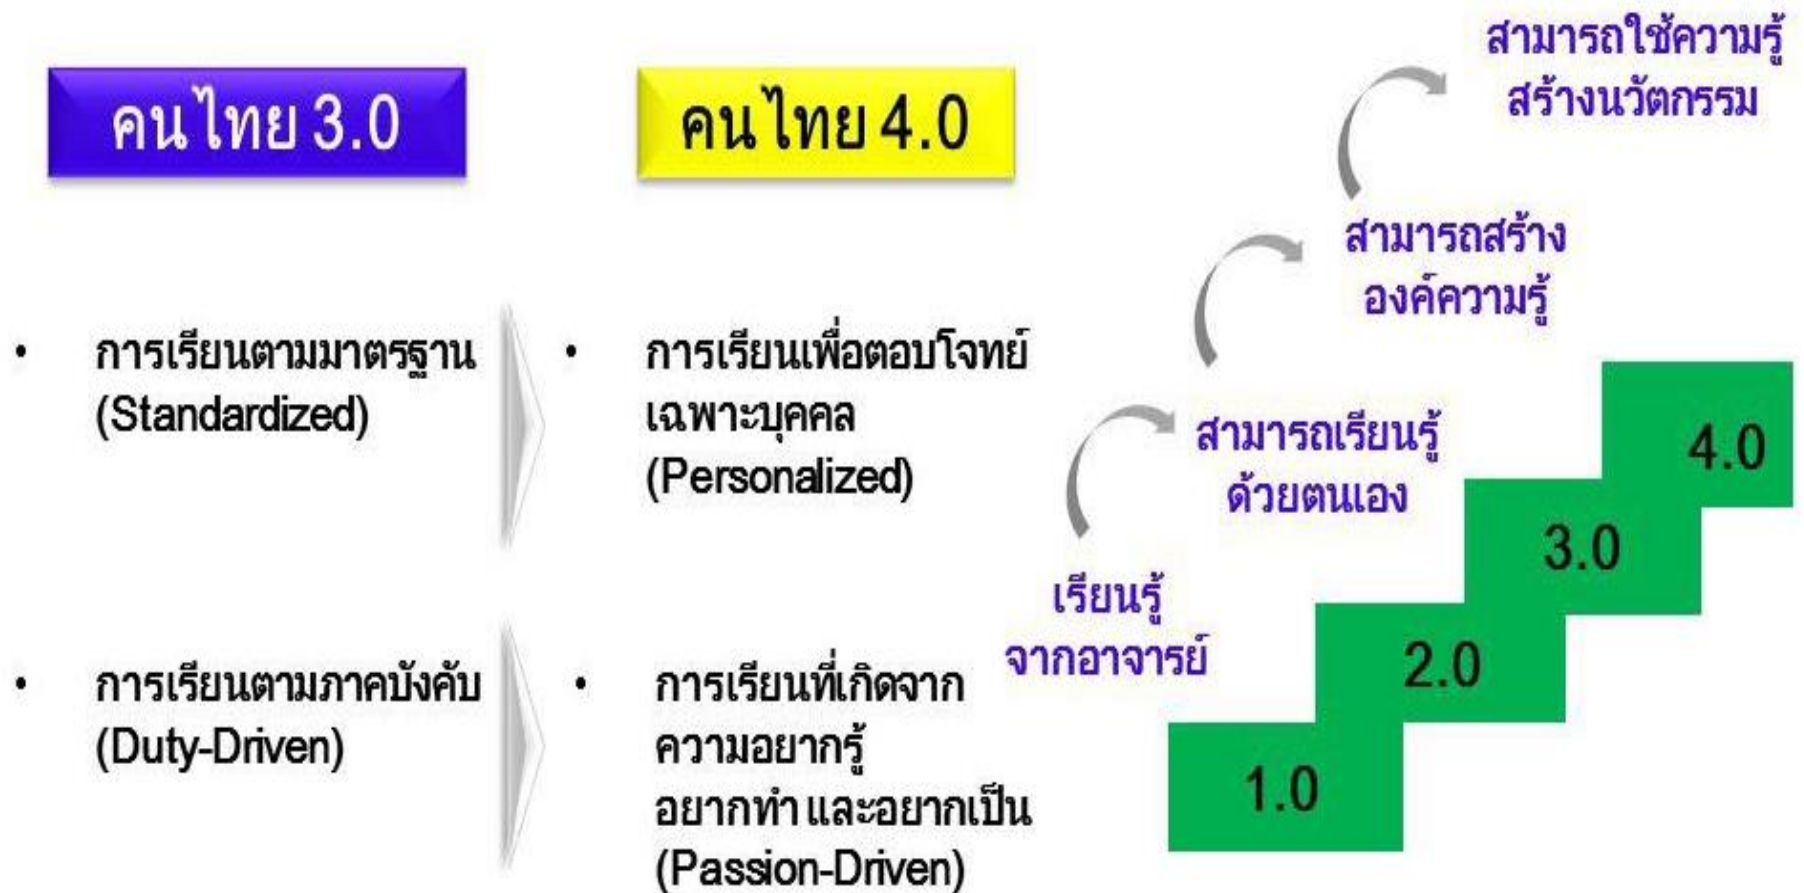 คนไทย 3.0
คนไทย 4.0
• การเรียนตามมาตรฐาน
(Standardized)
• การเรียนเพื่อตอบโจทย์
เฉพาะบุคคล
(Personalized)
• การเรียนตามภาคบังคับ
(Duty-Driven)
• การเรียนที่เกิดจาก
ความอยากรู้
อยากทำ และอยากเป็น
(Passion-Driven)
สามารถใช้ความรู้
สร้างนวัตกรรม
สามารถสร้าง
องค์ความรู้
สามารถเรียนรู้
ด้วยตนเอง
เรียนรู้
จากอาจารย์
4.0
3.0
2.0
1.0